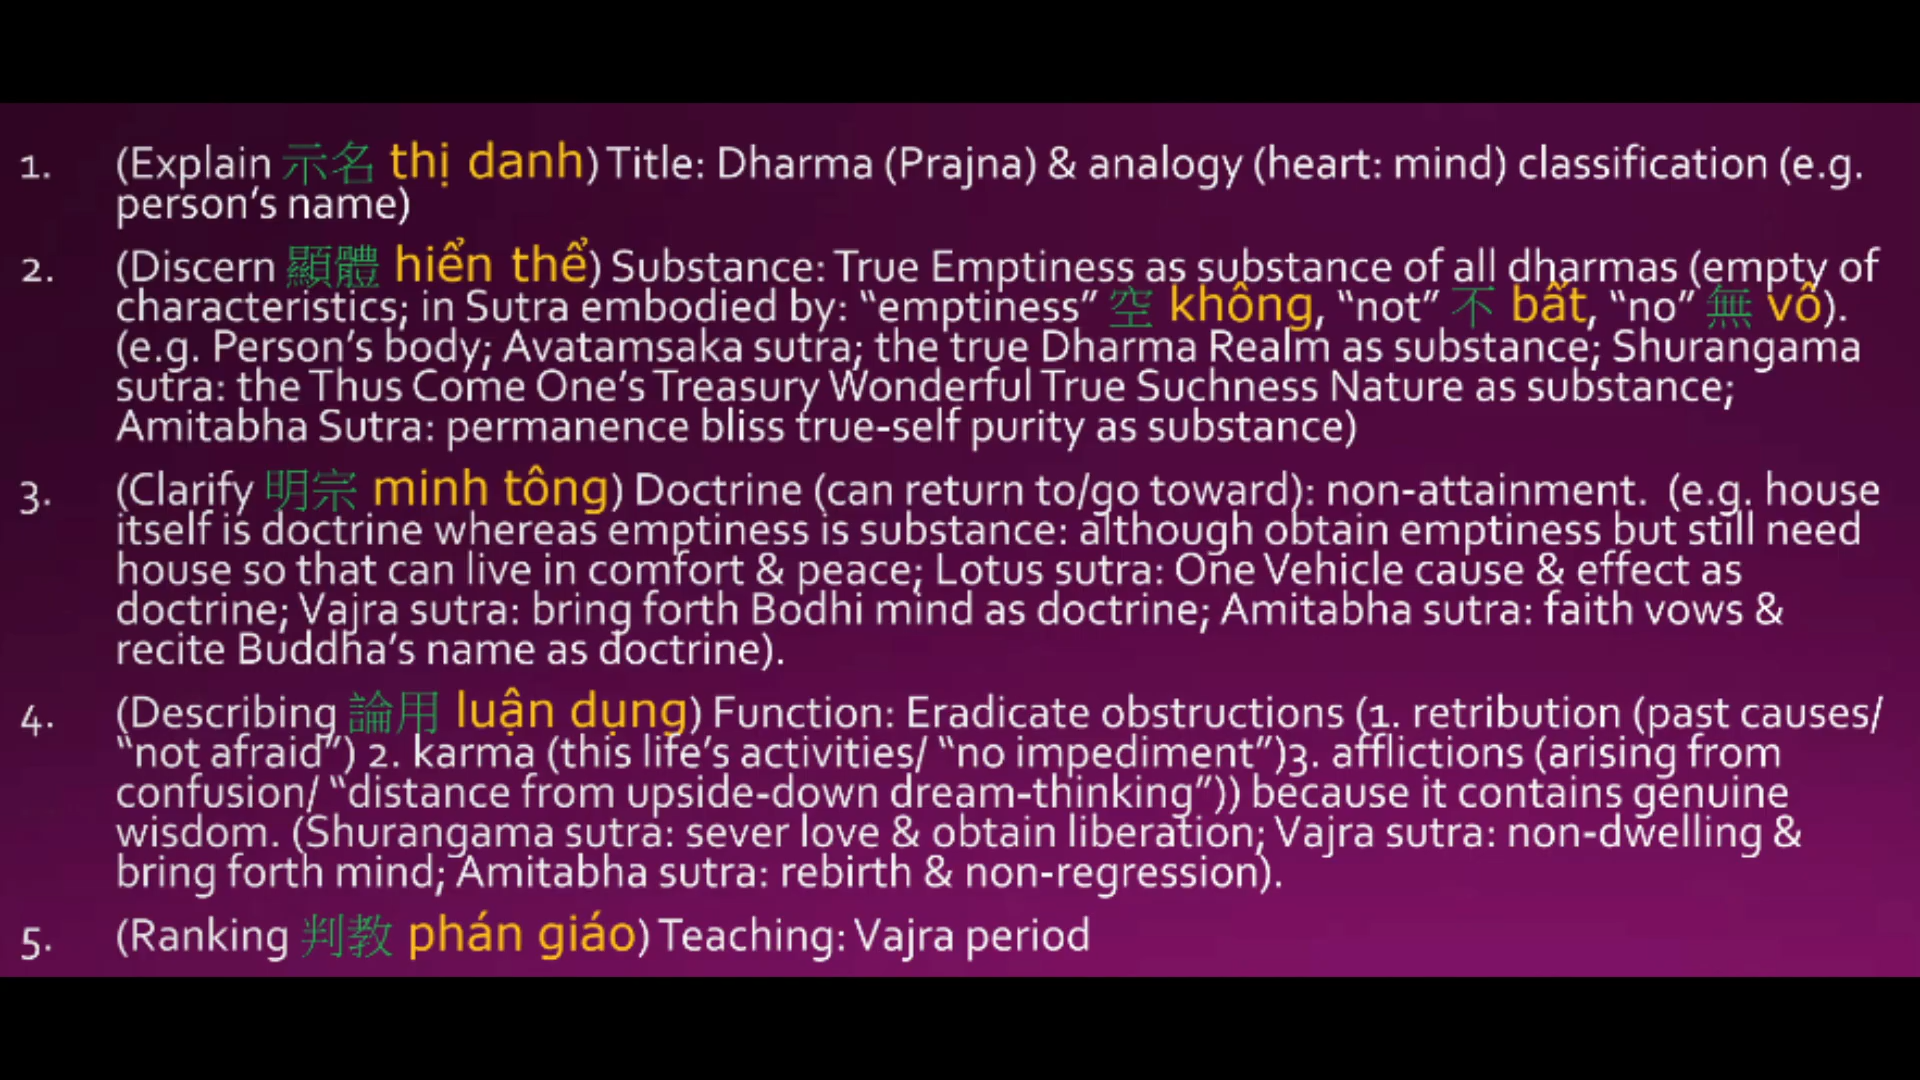 1. (Explain 示名 thị danh) Title: Dharma (Prajna) & analogy (heart: mind) classification (e.g.
person's name)
2. (Discern 顯體 hiển thể) Substance: True Emptiness as substance of all dharmas (empty of
characteristics; in Sutra embodied by: “emptiness” 空 không, “not” 不 bất, “no” 無 vô).
(e.g. Person's body; Avatamsaka sutra; the true Dharma Realm as substance; Shurangama
sutra: the Thus Come One's Treasury Wonderful True Suchness Nature as substance;
Amitabha Sutra: permanence bliss true-self purity as substance)
3. (Clarify 明宗 minh tông) Doctrine (can return to/go toward): non-attainment. (e.g. house
itself is doctrine whereas emptiness is substance: although obtain emptiness but still need
house so that can live in comfort & peace; Lotus sutra: One Vehicle cause & effect as
doctrine; Vajra sutra: bring forth Bodhi mind as doctrine; Amitabha sutra: faith vows &
recite Buddha's name as doctrine).
4. (Describing 論用 luận dụng) Function: Eradicate obstructions (1. retribution (past causes/
“not afraid”) 2. karma (this life's activities/ “no impediment”)3. afflictions (arising from
confusion/ “distance from upside-down dream-thinking”)) because it contains genuine
wisdom. (Shurangama sutra: sever love & obtain liberation; Vajra sutra: non-dwelling &
bring forth mind; Amitabha sutra: rebirth & non-regression).
5. (Ranking 判教 phán giáo) Teaching: Vajra period